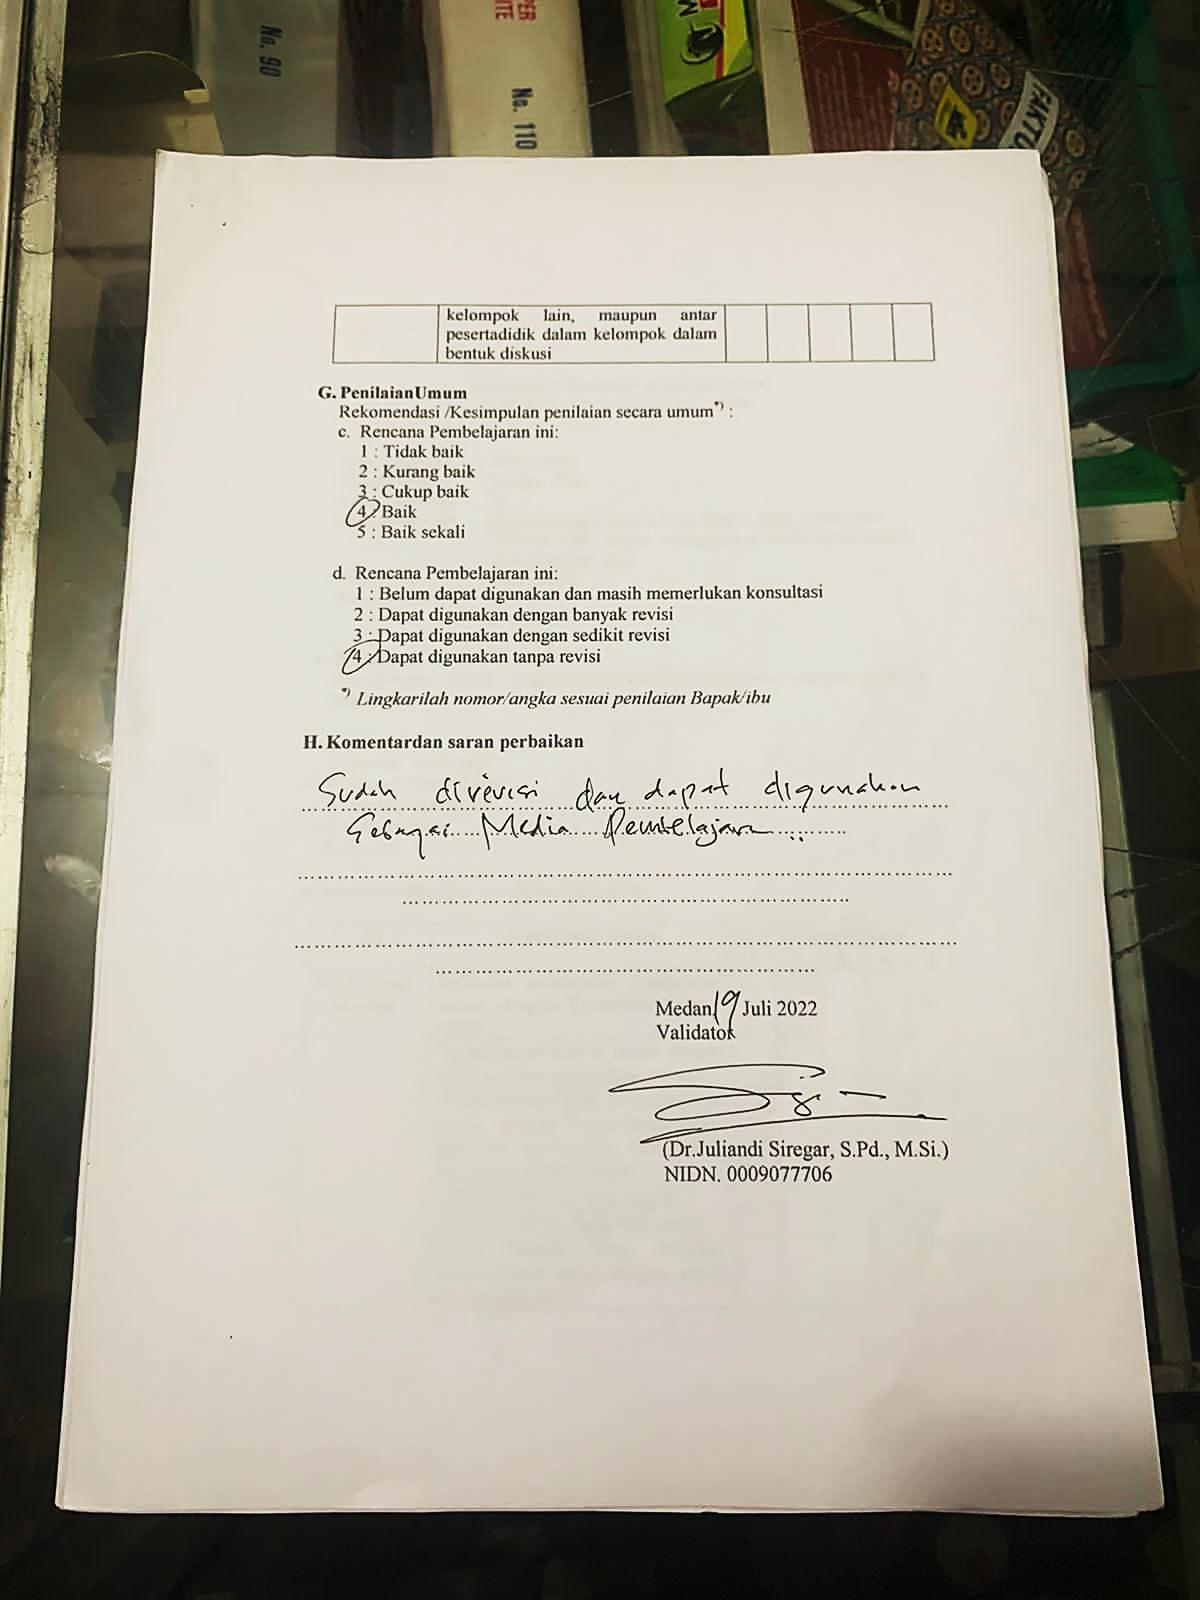 No. 90
No. 110
kelompok lain, maupun antar
pesertadidik dalam kelompok dalam
bentuk diskusi
G. PenilaianUmum
Rekomendasi /Kesimpulan penilaian secara umum*) :
c. Rencana Pembelajaran ini:
1 : Tidak baik
2 : Kurang baik
3 : Cukup baik
4 : Baik
5 : Baik sekali
d. Rencana Pembelajaran ini:
1 : Belum dapat digunakan dan masih memerlukan konsultasi
2 : Dapat digunakan dengan banyak revisi
3 : Dapat digunakan dengan sedikit revisi
4 : Dapat digunakan tanpa revisi
*) Lingkarilah nomor/angka sesuai penilaian Bapak/ibu
H. Komentardan saran perbaikan
Sudah direvisi dan dapat digunakan
Sebagai Media Pembelajaran
Medan, 19 Juli 2022
Validator
(Dr.Juliandi Siregar, S.Pd., M.Si.)
NIDN. 0009077706